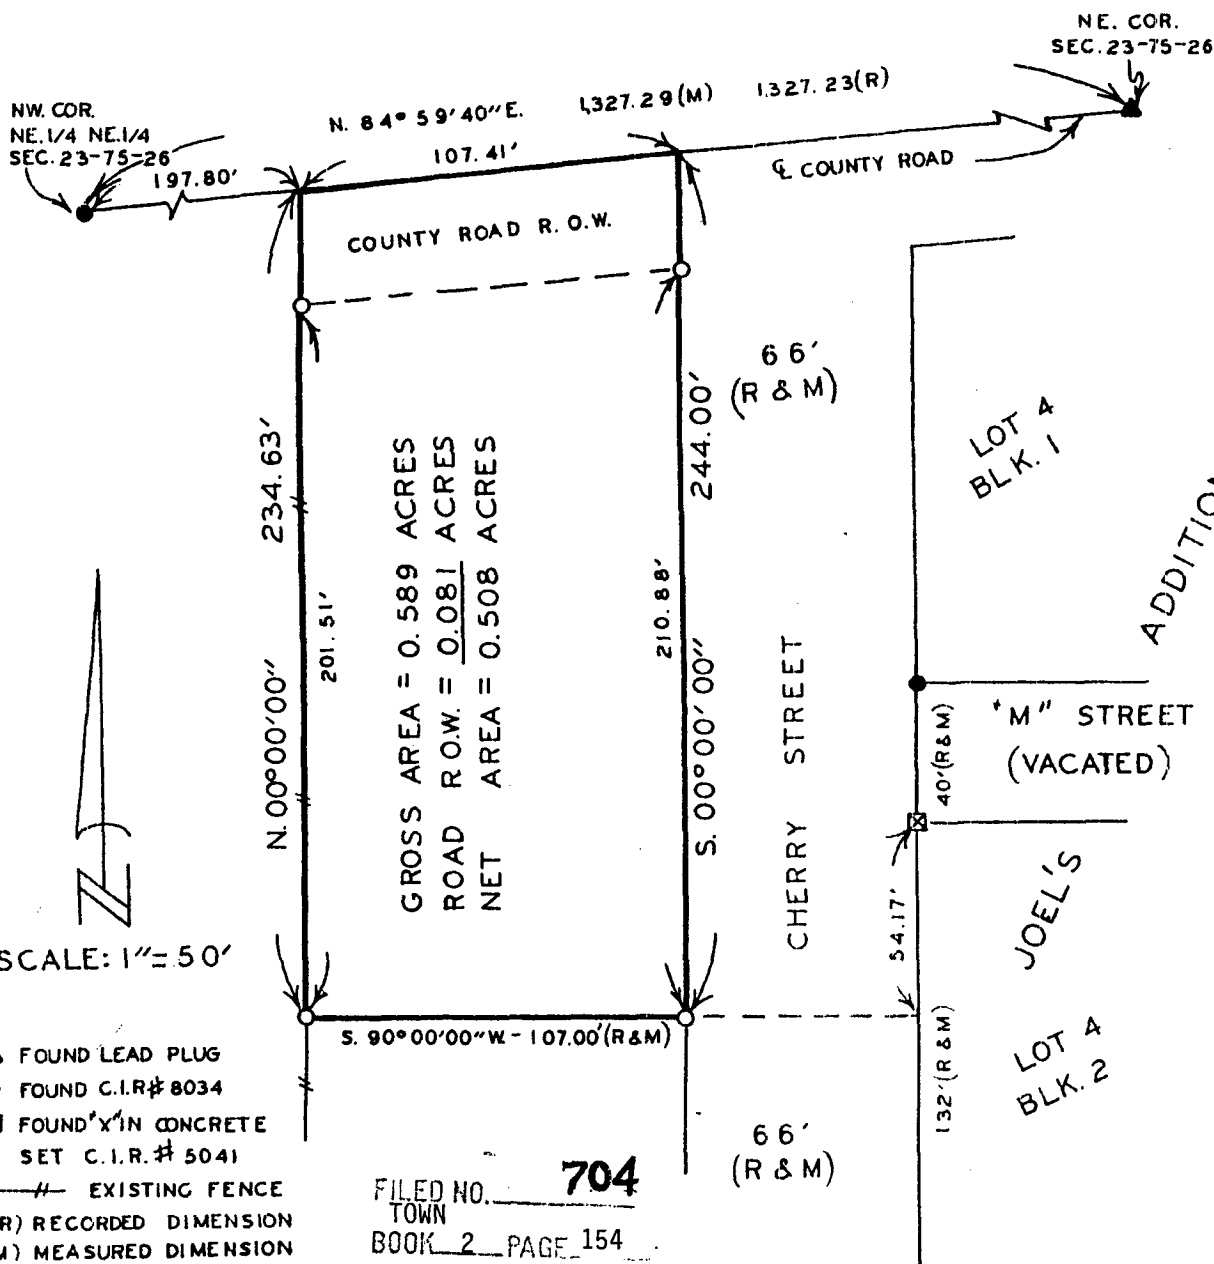 NE. COR.
SEC. 23-75-26
NW. COR.
NE. 1/4 NE. 1/4
SEC. 23-75-26
N. 84° 59' 40" E.
1,327.29 (M)
1.327. 23(R)
107.41'
197.80'
℄ COUNTY ROAD
COUNTY ROAD R. O.W.
66'
(R & M)
LOT 4
BLK. 1
ADDITION
234.63'
N. 00°00'00"
201.51'
GROSS AREA = 0.589 ACRES
ROAD R O.W. = 0.081 ACRES
NET AREA = 0.508 ACRES
210.88'
244.00'
S. 00°00'00"
CHERRY STREET
"M" STREET
(VACATED)
40'(R&M)
54.17'
JOEL'S
N
SCALE: 1"= 50'
S. 90°00'00" W. - 107.00'(R&M)
132'(R & M)
LOT 4
BLK. 2
66'
(R & M)
FOUND LEAD PLUG
FOUND C.I.R# 8034
FOUND "X" IN CONCRETE
SET C.I.R.# 5041
EXISTING FENCE
R) RECORDED DIMENSION
M) MEASURED DIMENSION
FILED NO. 704
TOWN
BOOK 2 PAGE 154